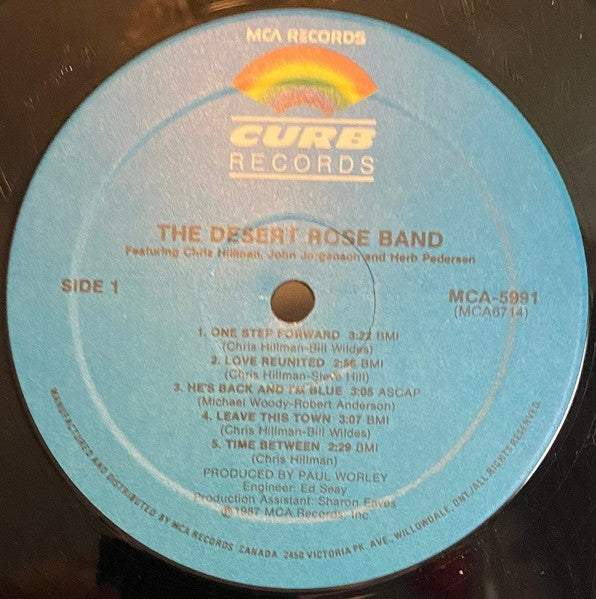 MCA RECORDS
CURB
RECORDS
THE DESERT ROSE BAND
Featuring Chris Hillman, John Jorgenson and Herb Pedersen
SIDE 1
MCA-5991
(MCA6714)
1. ONE STEP FORWARD 3:22 BMI
(Chris Hillman-Bill Wildes)
2. LOVE REUNITED 2:56 BMI
(Chris Hillman-Steve Hill)
3. HE'S BACK AND I'M BLUE 3:05 ASCAP
(Michael Woody-Robert Anderson)
4. LEAVE THIS TOWN 3:07 BMI
(Chris Hillman-Bill Wildes)
5. TIME BETWEEN 2:29 BMI
(Chris Hillman)
PRODUCED BY PAUL WORLEY
Engineer: Ed Seay
Production Assistant: Sharon Eaves
℗1987 MCA Records, Inc
MANUFACTURED AND DISTRIBUTED BY MCA RECORDS CANADA, 2450 VICTORIA PK. AVE., WILLOWDALE, ONT./ALL RIGHTS RESERVED.